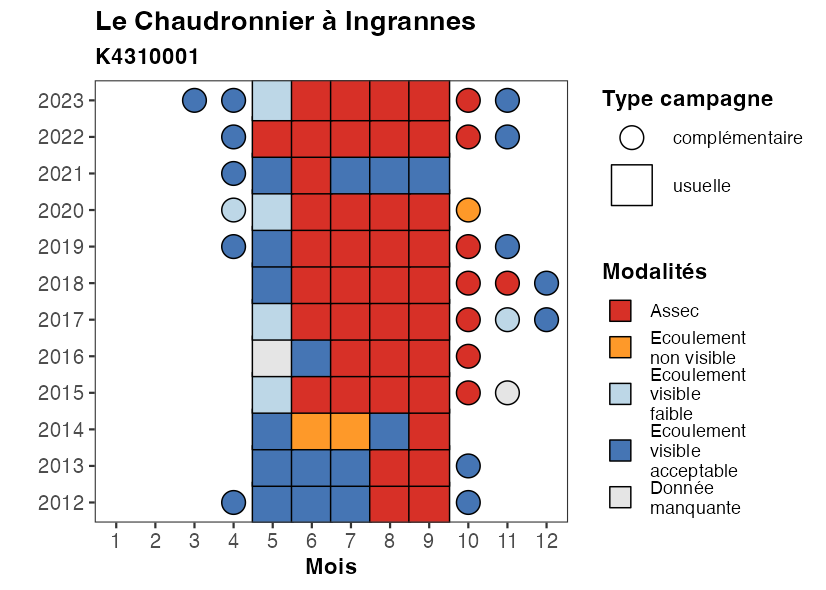 Le Chaudronnier à Ingrannes
K4310001
2023
2022
2021
2020
2019
2018
2017
2016
2015
2014
2013
2012
1 2 3 4 5 6 7 8 9 10 11 12
Mois
Type campagne
complémentaire
usuelle
Modalités
Assec
Ecoulement
non visible
Ecoulement
visible
faible
Ecoulement
visible
acceptable
Donnée
manquante